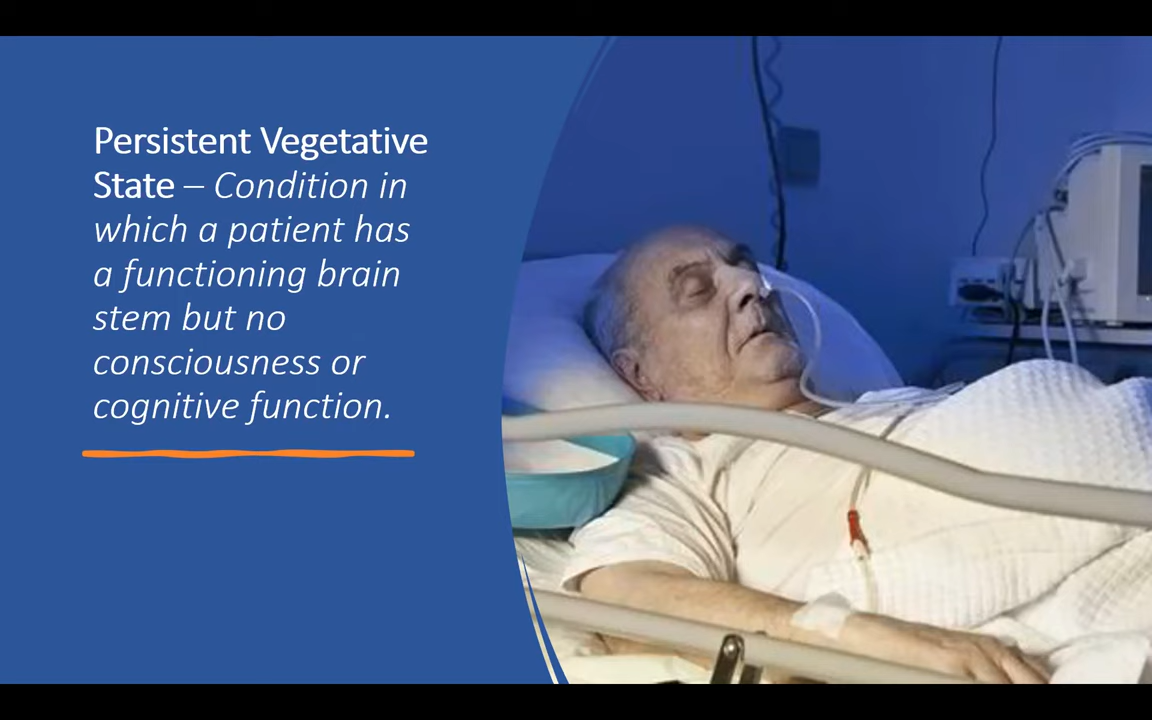 Persistent Vegetative
State – Condition in
which a patient has
a functioning brain
stem but no
consciousness or
cognitive function.